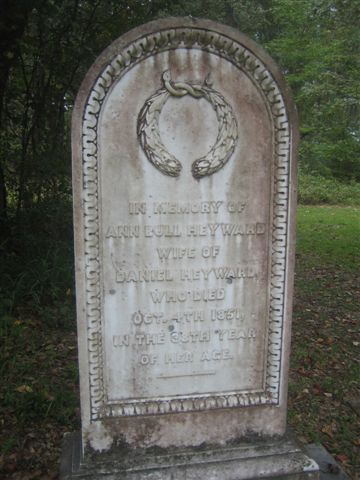 IN MEMORY OF
ANN BULL HEYWARD
WIFE OF
DANIEL HEYWARD,
WHO DIED
OCT. 4TH 1851,
IN THE 38TH YEAR
OF HER AGE.